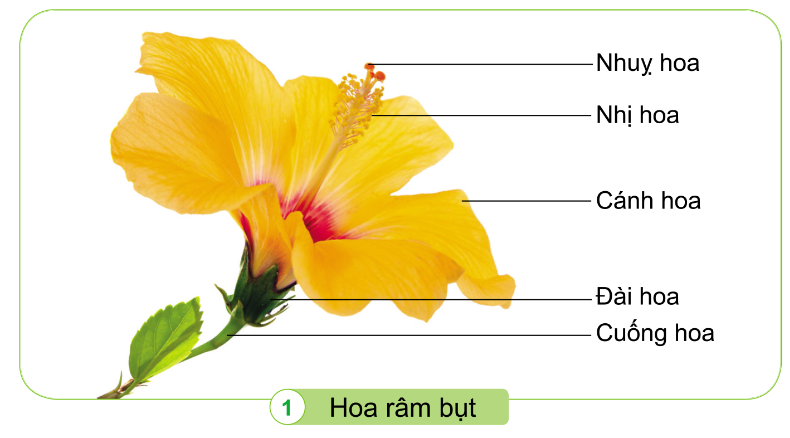 Nhuỵ hoa
Nhị hoa
Cánh hoa
Đài hoa
Cuống hoa
1 Hoa râm bụt